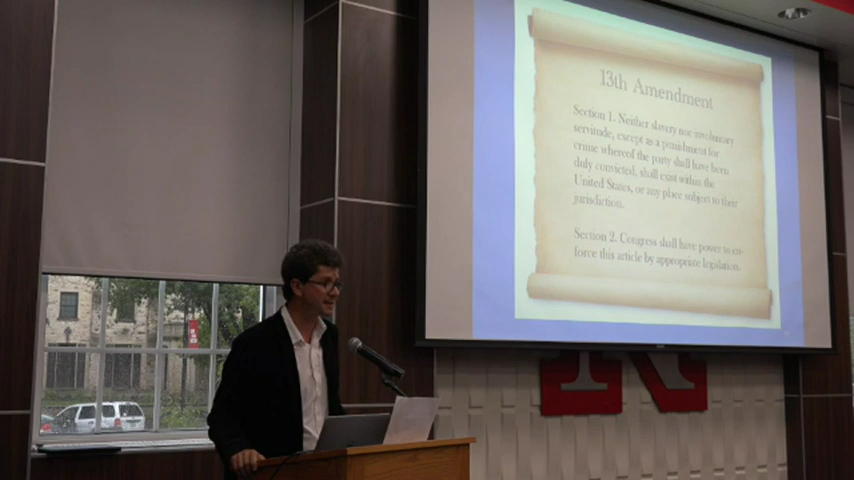 13th Amendment
Section 1. Neither slavery nor involuntary
servitude, except as a punishment for
crime whereof the party shall have been
duly convicted, shall exist within the
United States, or any place subject to their
jurisdiction.
Section 2. Congress shall have power to en-
force this article by appropriate legislation.